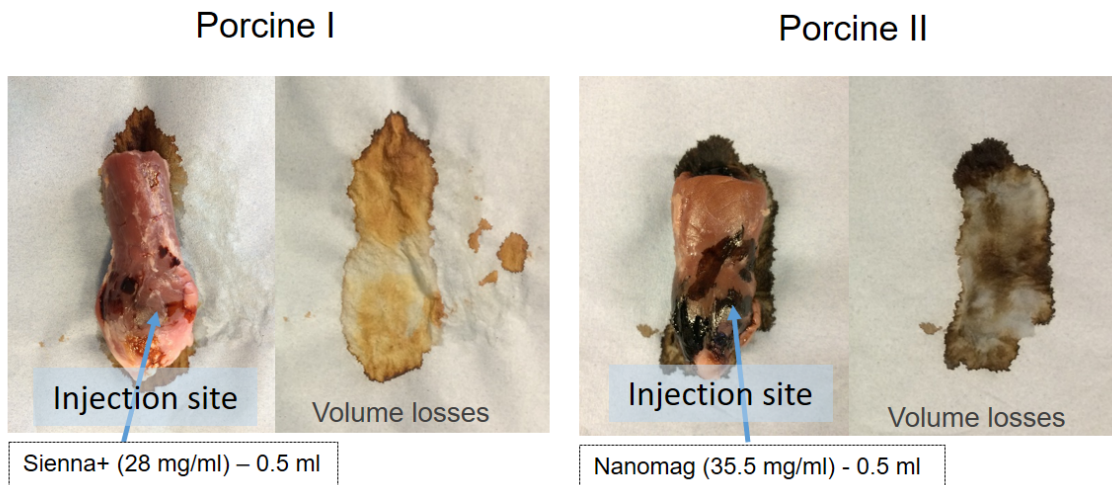 Porcine I
Porcine II
Injection site
Volume losses
Sienna+ (28 mg/ml) – 0.5 ml
Injection site
Volume losses
Nanomag (35.5 mg/ml) - 0.5 ml